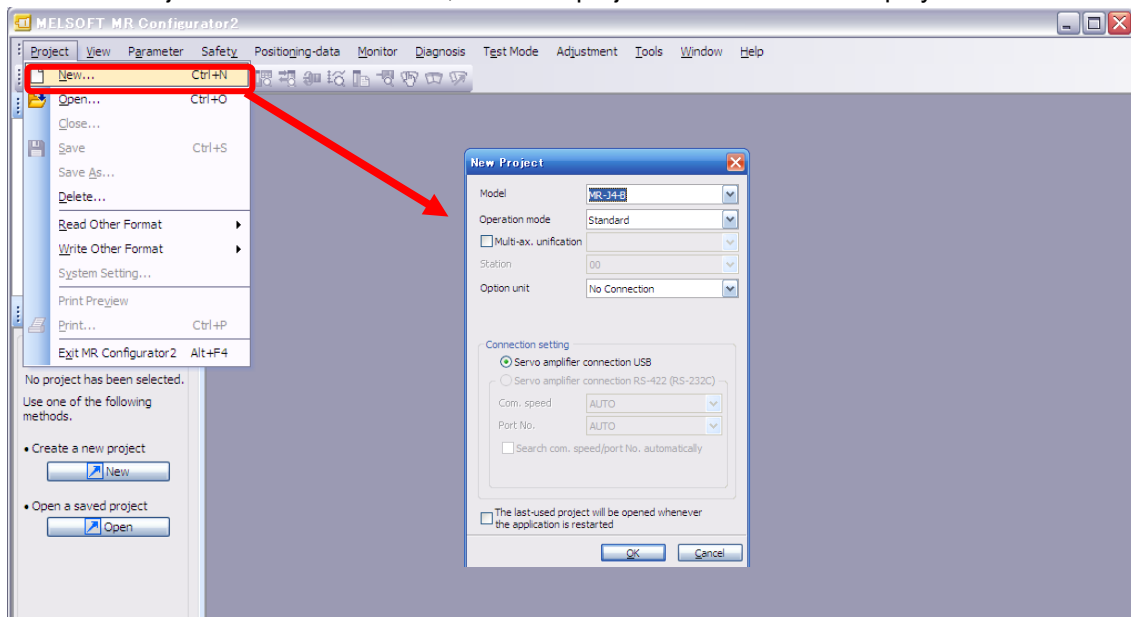 MELSOFT MR Configurator2
Project View Parameter Safety Positioning-data Monitor Diagnosis Test Mode Adjustment Tools Window Help
New... Ctrl+N
Open... Ctrl+O
Close...
Save Ctrl+S
Save As...
Delete...
Read Other Format
Write Other Format
System Setting...
Print Preview
Print... Ctrl+P
Exit MR Configurator2 Alt+F4
No project has been selected.
Use one of the following
methods.
• Create a new project
New
• Open a saved project
Open
New Project
Model MR-J4-B
Operation mode Standard
Multi-ax. unification
Station 00
Option unit No Connection
Connection setting
Servo amplifier connection USB
Servo amplifier connection RS-422 (RS-232C)
Com. speed AUTO
Port No. AUTO
Search com. speed/port No. automatically
The last-used project will be opened whenever
the application is restarted
OK Cancel